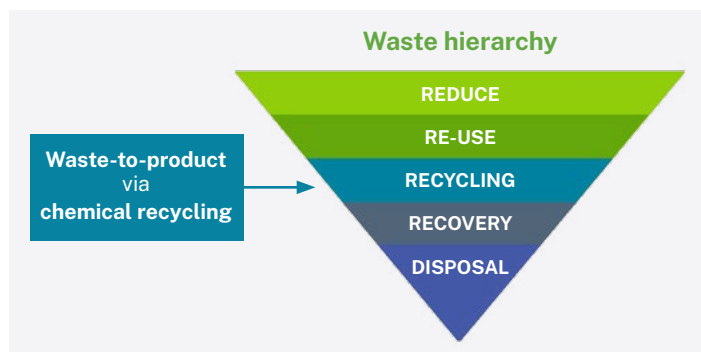 Waste hierarchy
REDUCE
RE-USE
RECYCLING
RECOVERY
DISPOSAL
Waste-to-product
via
chemical recycling